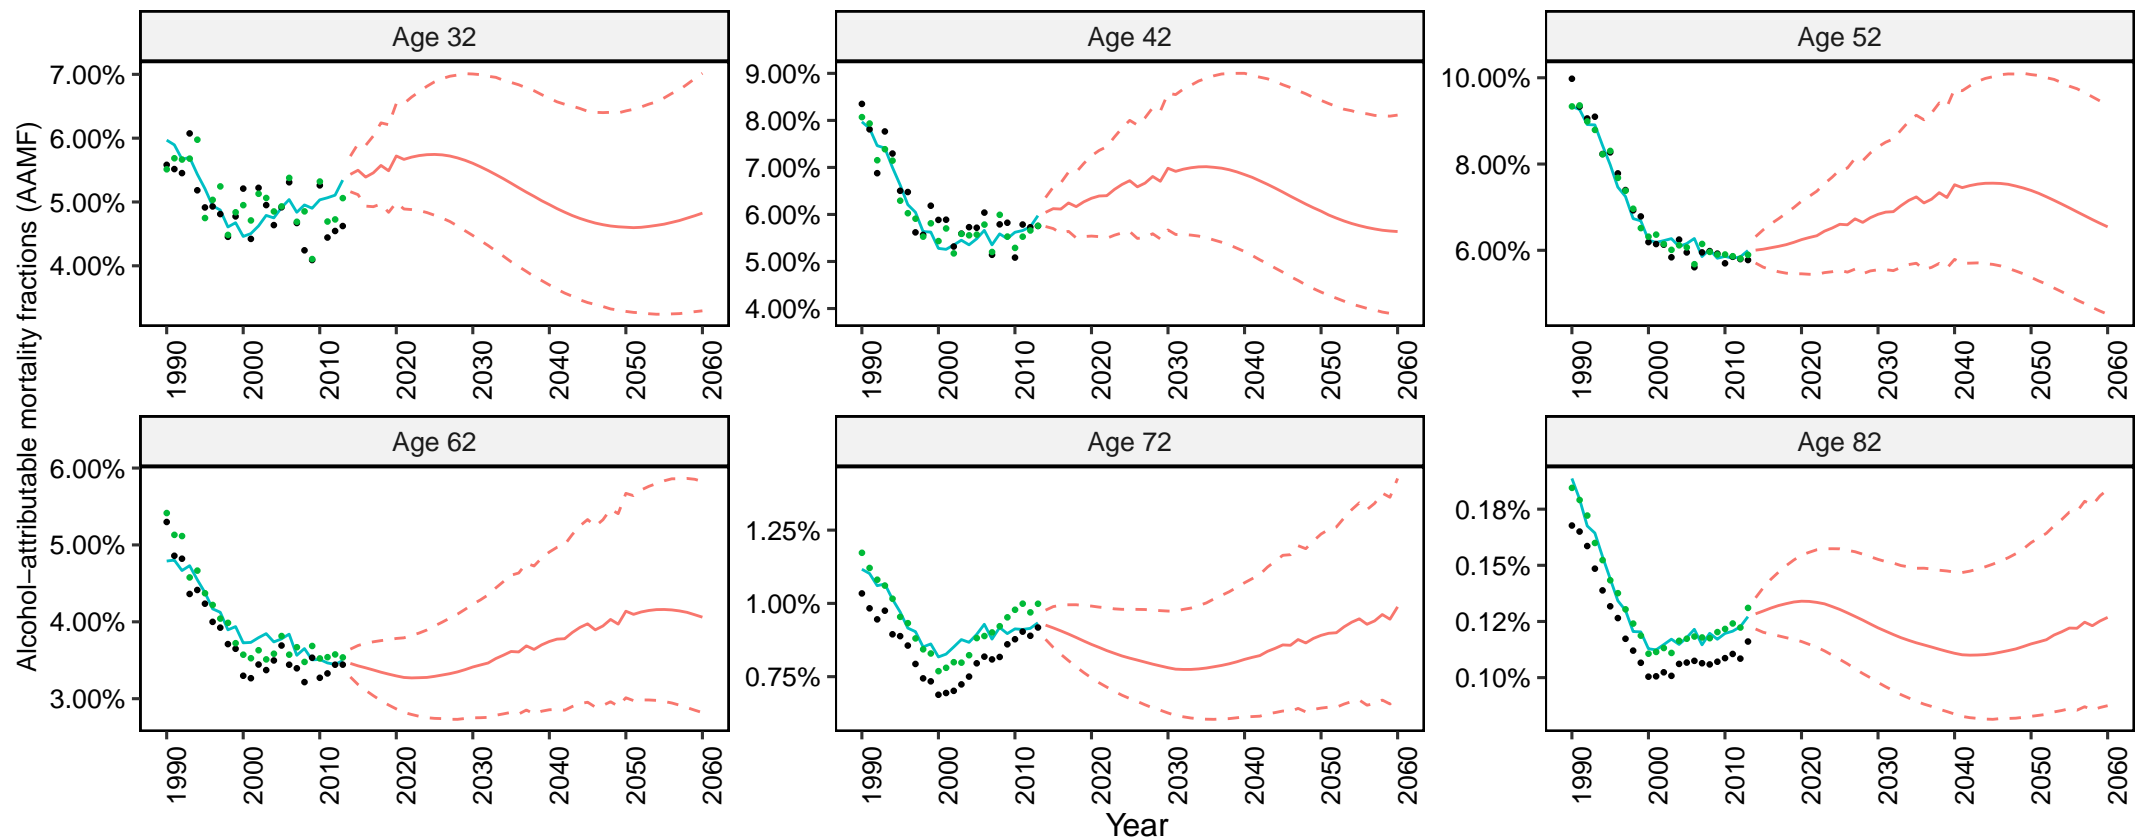 Alcohol−attributable mortality fractions (AAMF)
Age 32
7.00%
6.00%
5.00%
4.00%
1990 2000 2010 2020 2030 2040 2050 2060
Age 42
9.00%
8.00%
7.00%
6.00%
5.00%
4.00%
1990 2000 2010 2020 2030 2040 2050 2060
Age 52
10.00%
8.00%
6.00%
1990 2000 2010 2020 2030 2040 2050 2060
Age 62
6.00%
5.00%
4.00%
3.00%
1990 2000 2010 2020 2030 2040 2050 2060
Age 72
1.25%
1.00%
0.75%
1990 2000 2010 2020 2030 2040 2050 2060
Age 82
0.18%
0.15%
0.12%
0.10%
1990 2000 2010 2020 2030 2040 2050 2060
Year